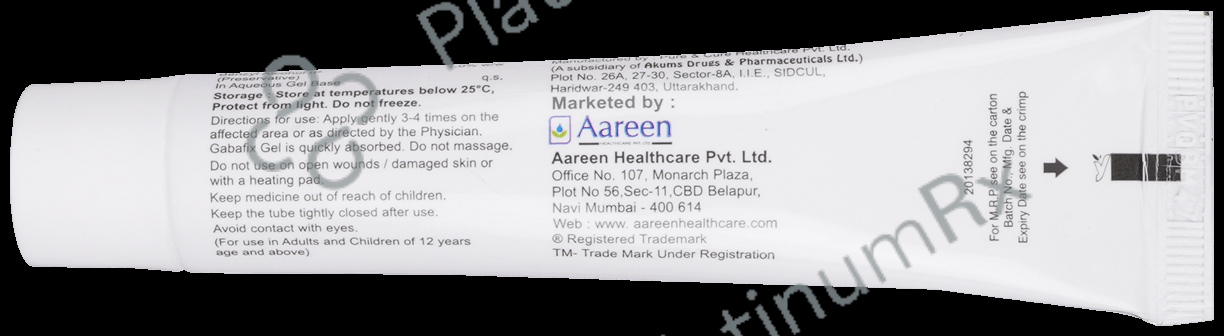 (Preservative) q.s.
In Aqueous Gel Base
Storage : Store at temperatures below 25°C,
Protect from light. Do not freeze.
Directions for use: Apply gently 3-4 times on the
affected area or as directed by the Physician.
Gabafix Gel is quickly absorbed. Do not massage.
Do not use on open wounds / damaged skin or
with a heating pad.
Keep medicine out of reach of children.
Keep the tube tightly closed after use.
Avoid contact with eyes.
(For use in Adults and Children of 12 years
age and above)
Manufactured by : Pure & Cure Healthcare Pvt. Ltd.
(A subsidiary of Akums Drugs & Pharmaceuticals Ltd.)
Plot No. 26A, 27-30, Sector-8A, I.I.E., SIDCUL,
Haridwar-249 403, Uttarakhand.
Marketed by :
Aareen
HEALTHCARE PVT. LTD.
Aareen Healthcare Pvt. Ltd.
Office No. 107, Monarch Plaza,
Plot No 56,Sec-11,CBD Belapur,
Navi Mumbai - 400 614
Web : www. aareenhealthcare.com
® Registered Trademark
TM- Trade Mark Under Registration
20138294
For M.R.P. see on the carton
Batch No., Mfg. Date &
Expiry Date see on the crimp
Plati
tinumRx